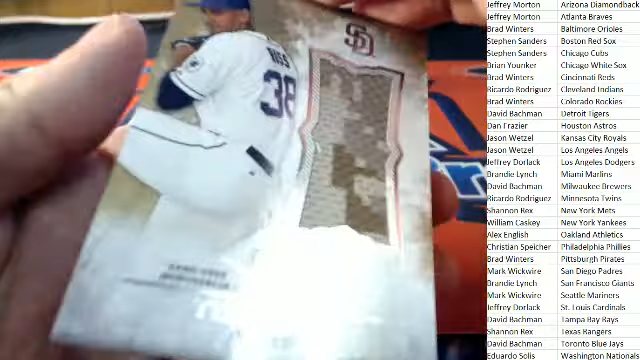 SD
ROSS
38
GAME-USED
MEMORABILIA
Jeffrey Morton Arizona Diamondback
Jeffrey Morton Atlanta Braves
Brad Winters Baltimore Orioles
Stephen Sanders Boston Red Sox
Stephen Sanders Chicago Cubs
Brian Younker Chicago White Sox
Brad Winters Cincinnati Reds
Ricardo Rodriguez Cleveland Indians
Brad Winters Colorado Rockies
David Bachman Detroit Tigers
Dan Frazier Houston Astros
Jason Wetzel Kansas City Royals
Jason Wetzel Los Angeles Angels
Jeffrey Dorlack Los Angeles Dodgers
Brandie Lynch Miami Marlins
David Bachman Milwaukee Brewers
Ricardo Rodriguez Minnesota Twins
Shannon Rex New York Mets
William Caskey New York Yankees
Alex English Oakland Athletics
Christian Speicher Philadelphia Phillies
Brad Winters Pittsburgh Pirates
Mark Wickwire San Diego Padres
Brandie Lynch San Francisco Giants
Mark Wickwire Seattle Mariners
Jeffrey Dorlack St. Louis Cardinals
David Bachman Tampa Bay Rays
Shannon Rex Texas Rangers
David Bachman Toronto Blue Jays
Eduardo Solis Washington Nationals